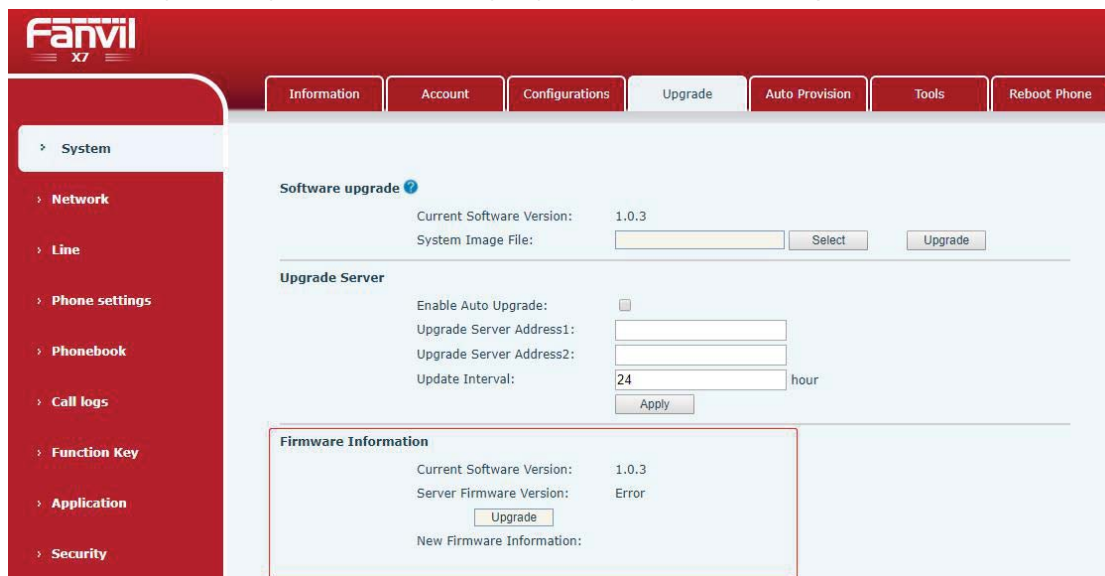 Fanvil
X7
Information Account Configurations Upgrade Auto Provision Tools Reboot Phone
› System
› Network
› Line
› Phone settings
› Phonebook
› Call logs
› Function Key
› Application
› Security
Software upgrade ?
Current Software Version: 1.0.3
System Image File: Select Upgrade
Upgrade Server
Enable Auto Upgrade:
Upgrade Server Address1:
Upgrade Server Address2:
Update Interval: 24 hour
Apply
Firmware Information
Current Software Version: 1.0.3
Server Firmware Version: Error
Upgrade
New Firmware Information: